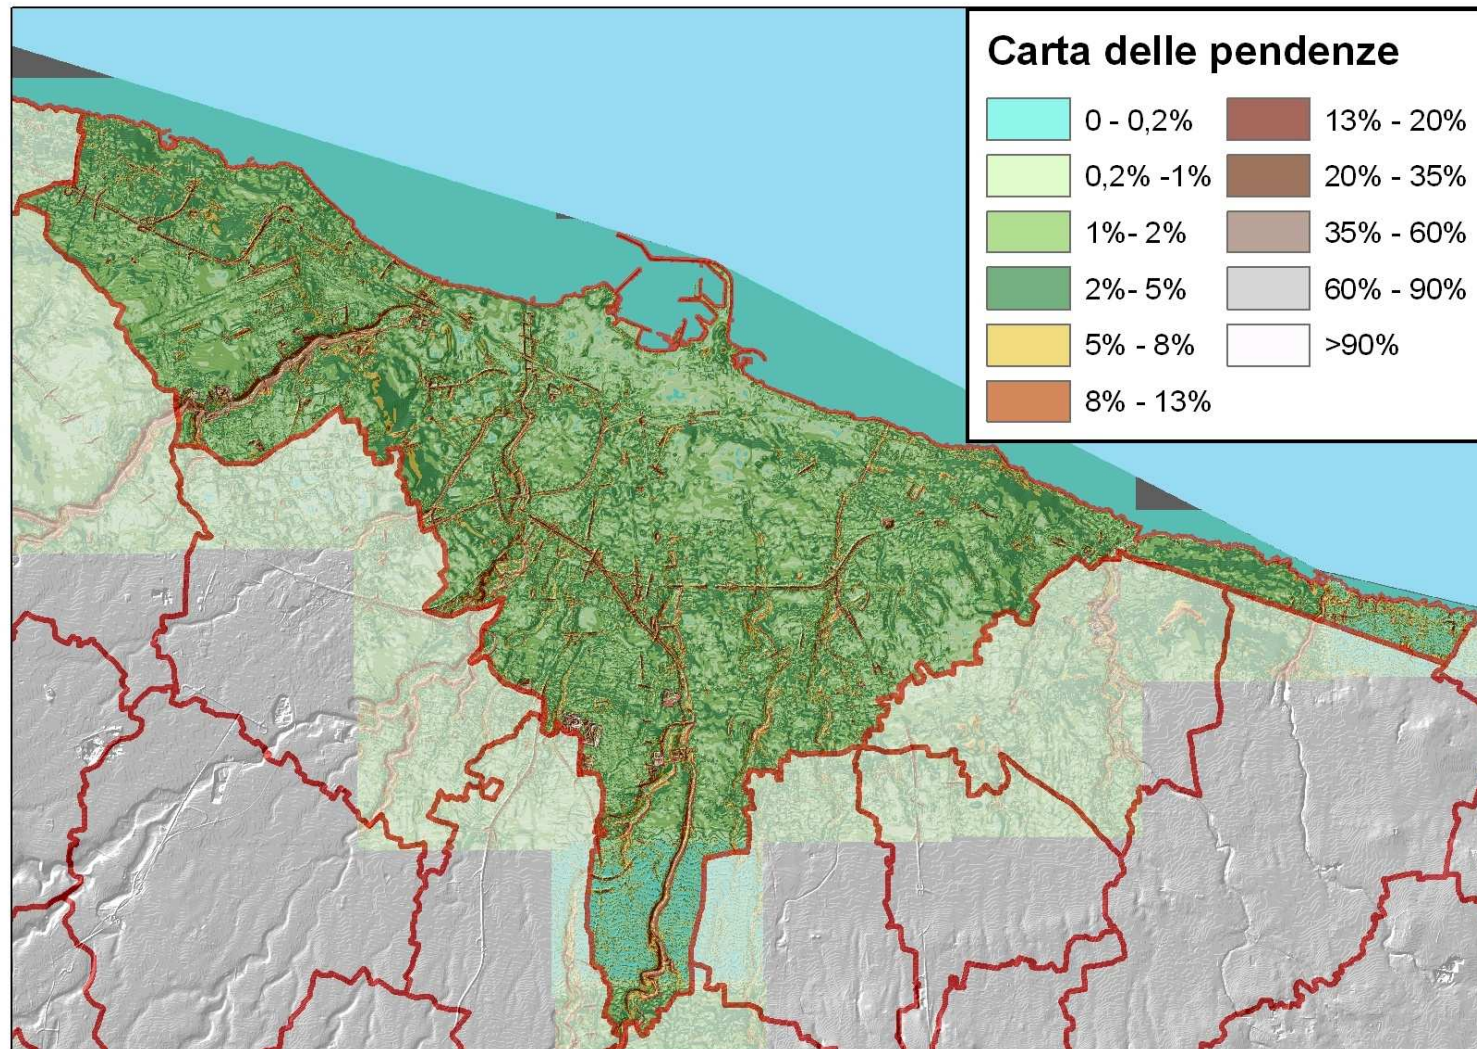 Carta delle pendenze
0 - 0,2%
0,2% -1%
1%- 2%
2%- 5%
5% - 8%
8% - 13%
13% - 20%
20% - 35%
35% - 60%
60% - 90%
>90%